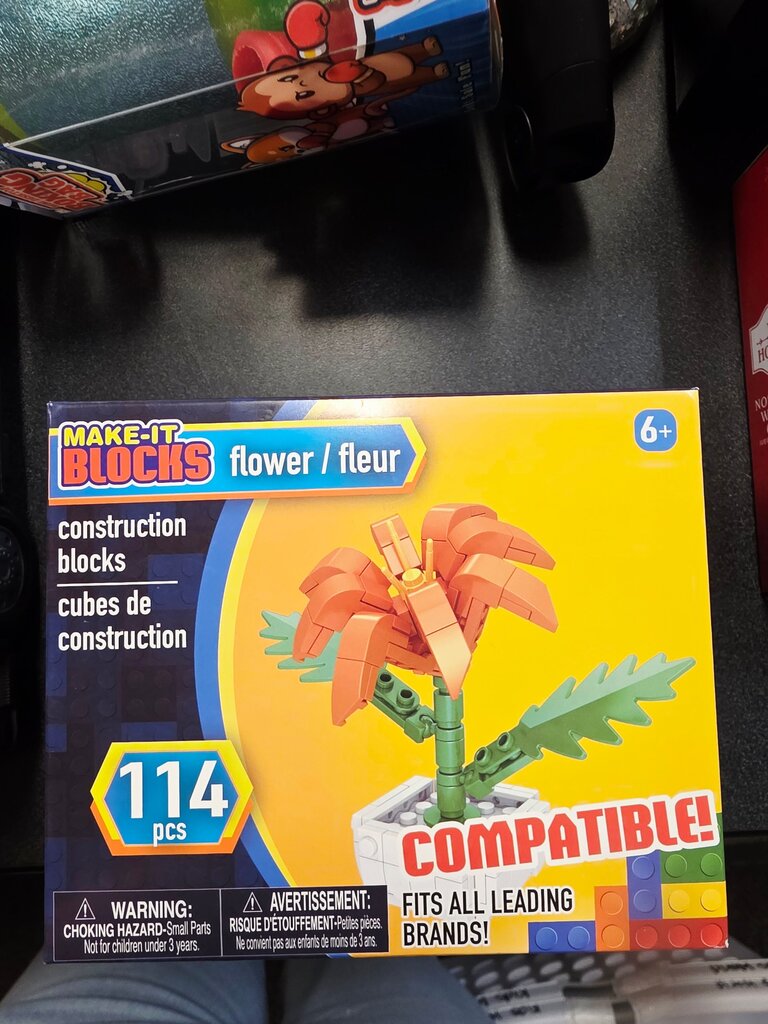 MAKE-IT
BLOCKS
flower / fleur
6+
construction
blocks
cubes de
construction
114
pcs
COMPATIBLE!
FITS ALL LEADING
BRANDS!
WARNING:
CHOKING HAZARD-Small Parts
Not for children under 3 years.
AVERTISSEMENT:
RISQUE D'ÉTOUFFEMENT-Petites pièces.
Ne convient pas aux enfants de moins de 3 ans.
HO
NO
W